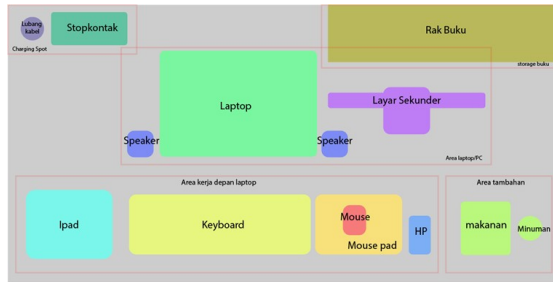 Lubang
kabel
Stopkontak
Charging Spot
Rak Buku
storage buku
Laptop
Layar Sekunder
Speaker
Speaker
Area laptop/PC
Area kerja depan laptop
Ipad
Keyboard
Mouse
Mouse pad
HP
Area tambahan
makanan
Minuman